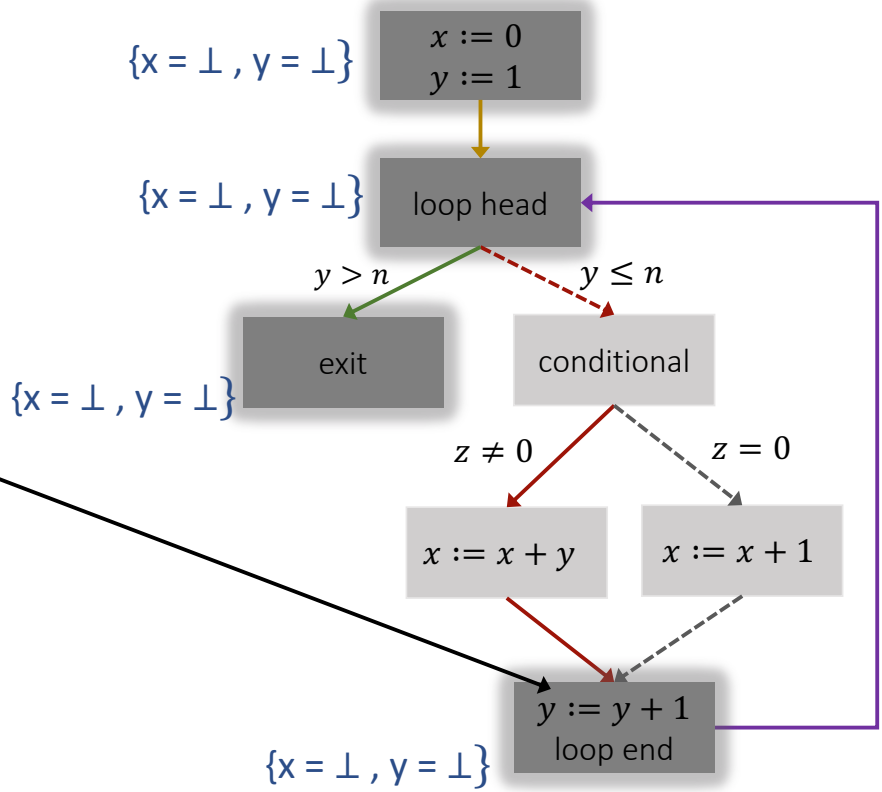 {x = ⊥ , y = ⊥}
x := 0
y := 1
{x = ⊥ , y = ⊥}
loop head
y > n
y ≤ n
exit
conditional
{x = ⊥ , y = ⊥}
z ≠ 0
z = 0
x := x + y
x := x + 1
y := y + 1
loop end
{x = ⊥ , y = ⊥}